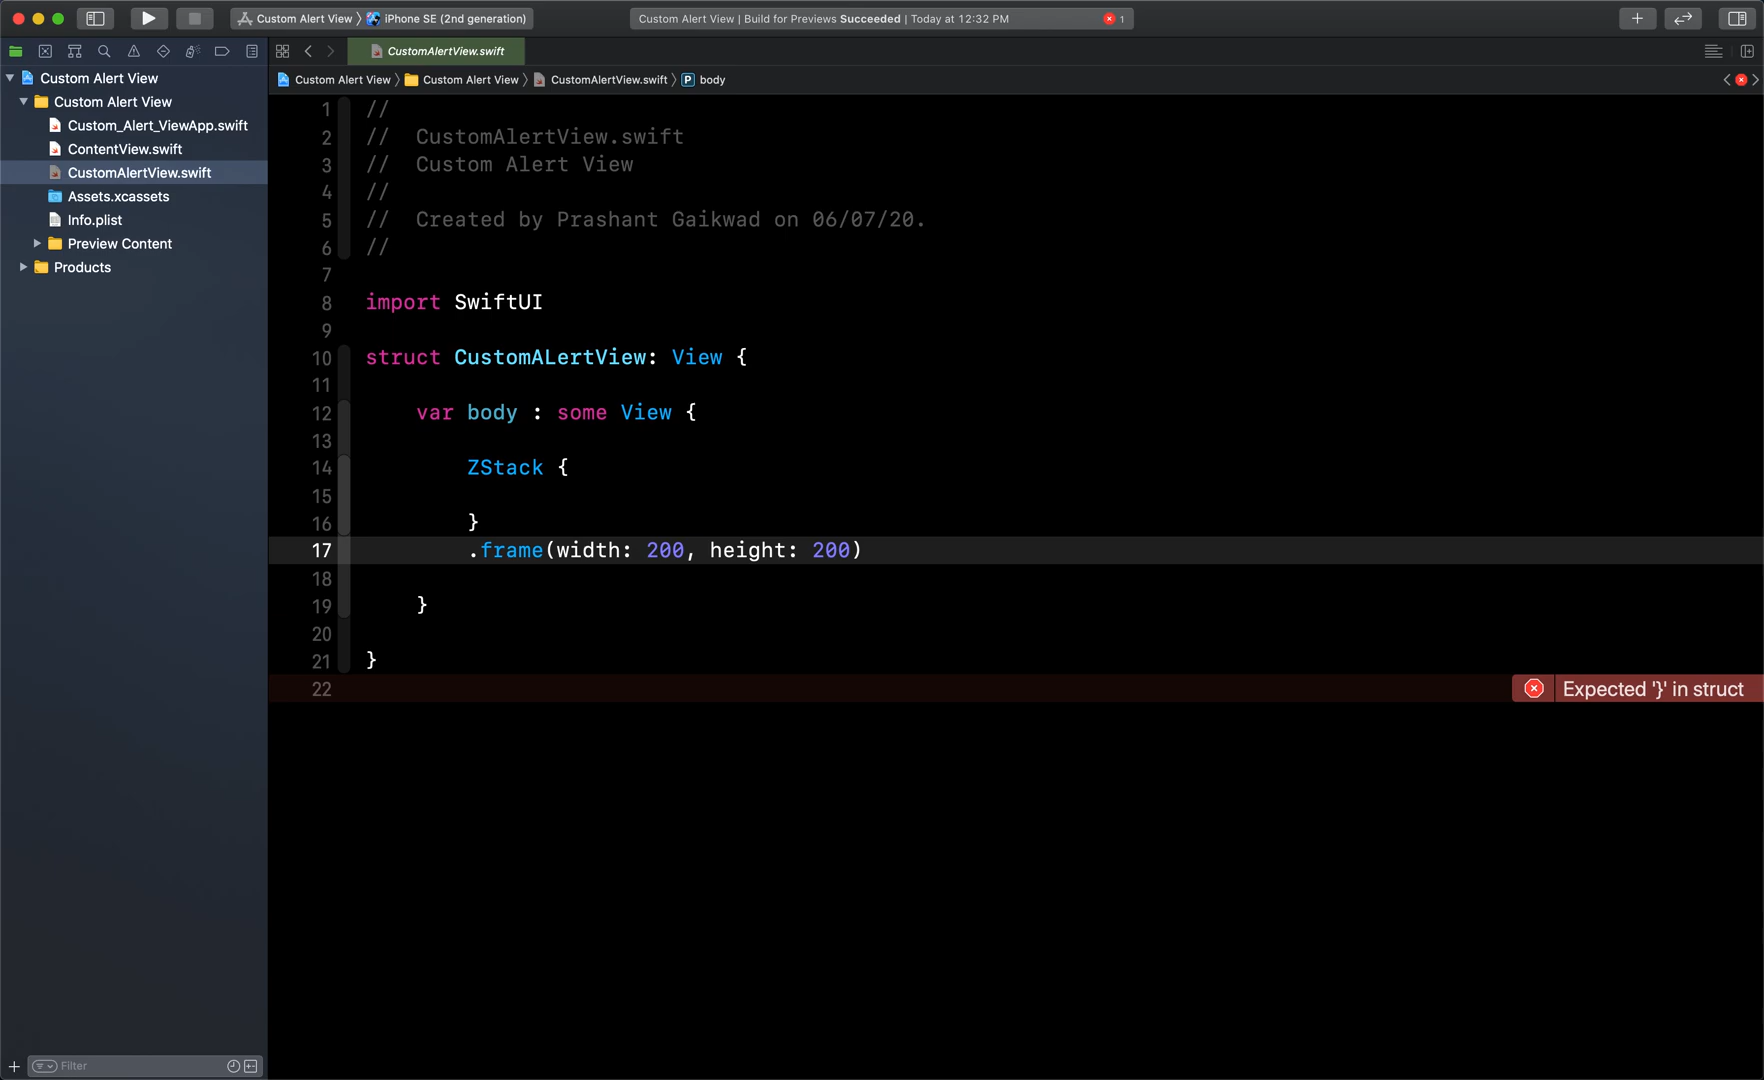 Custom Alert View
iPhone SE (2nd generation)
Custom Alert View | Build for Previews Succeeded | Today at 12:32 PM
1
CustomAlertView.swift
Custom Alert View
Custom Alert View
CustomAlertView.swift
P body
Custom Alert View
Custom Alert View
Custom_Alert_ViewApp.swift
ContentView.swift
CustomAlertView.swift
Assets.xcassets
Info.plist
Preview Content
Products
1 //
2 //  CustomAlertView.swift
3 //  Custom Alert View
4 //
5 //  Created by Prashant Gaikwad on 06/07/20.
6 //
7
8 import SwiftUI
9
10 struct CustomALertView: View {
11
12     var body : some View {
13
14         ZStack {
15
16         }
17         .frame(width: 200, height: 200)
18
19     }
20
21 }
22
Expected '}' in struct
Filter